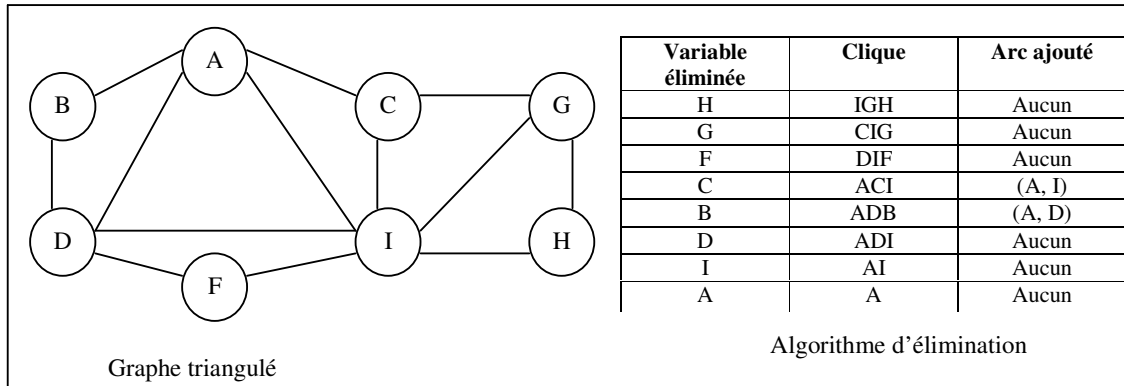 A
B
C
G
D
I
H
F
Graphe triangulé
Variable éliminée Clique Arc ajouté
H IGH Aucun
G CIG Aucun
F DIF Aucun
C ACI (A, I)
B ADB (A, D)
D ADI Aucun
I AI Aucun
A A Aucun
Algorithme d’élimination